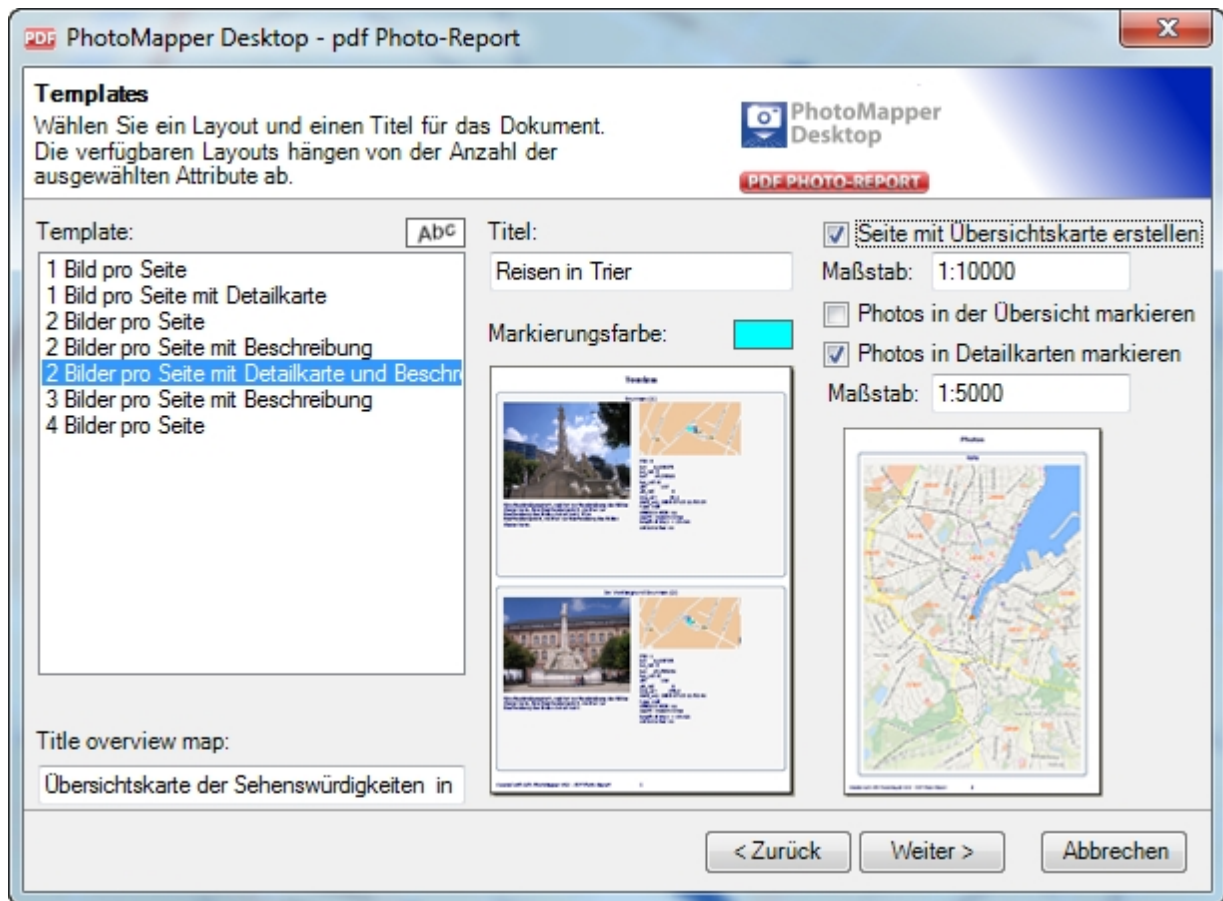 PDF PhotoMapper Desktop - pdf Photo-Report
Templates
Wählen Sie ein Layout und einen Titel für das Dokument.
Die verfügbaren Layouts hängen von der Anzahl der
ausgewählten Attribute ab.
PhotoMapper
Desktop
PDF PHOTO-REPORT
Template:
Abc
1 Bild pro Seite
1 Bild pro Seite mit Detailkarte
2 Bilder pro Seite
2 Bilder pro Seite mit Beschreibung
2 Bilder pro Seite mit Detailkarte und Beschre
3 Bilder pro Seite mit Beschreibung
4 Bilder pro Seite
Title overview map:
Übersichtskarte der Sehenswürdigkeiten in
Titel:
Reisen in Trier
Markierungsfarbe:
Seite mit Übersichtskarte erstellen
Maßstab: 1:10000
Photos in der Übersicht markieren
Photos in Detailkarten markieren
Maßstab: 1:5000
Photos
< Zurück
Weiter >
Abbrechen